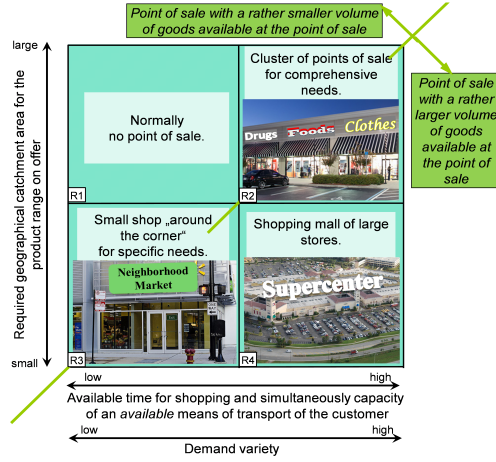 Point of sale with a rather smaller volume
of goods available at the point of sale
large
Required geographical catchment area for the
product range on offer
small
Normally
no point of sale.
R1
Cluster of points of sale
for comprehensive
needs.
Drugs Foods Clothes
R2
Point of sale
with a rather
larger volume
of goods
available at
the point of
sale
Small shop „around
the corner“
for specific needs.
Neighborhood
Market
R3
Shopping mall of large
stores.
Supercenter
R4
low high
Available time for shopping and simultaneously capacity
of an available means of transport of the customer
low high
Demand variety